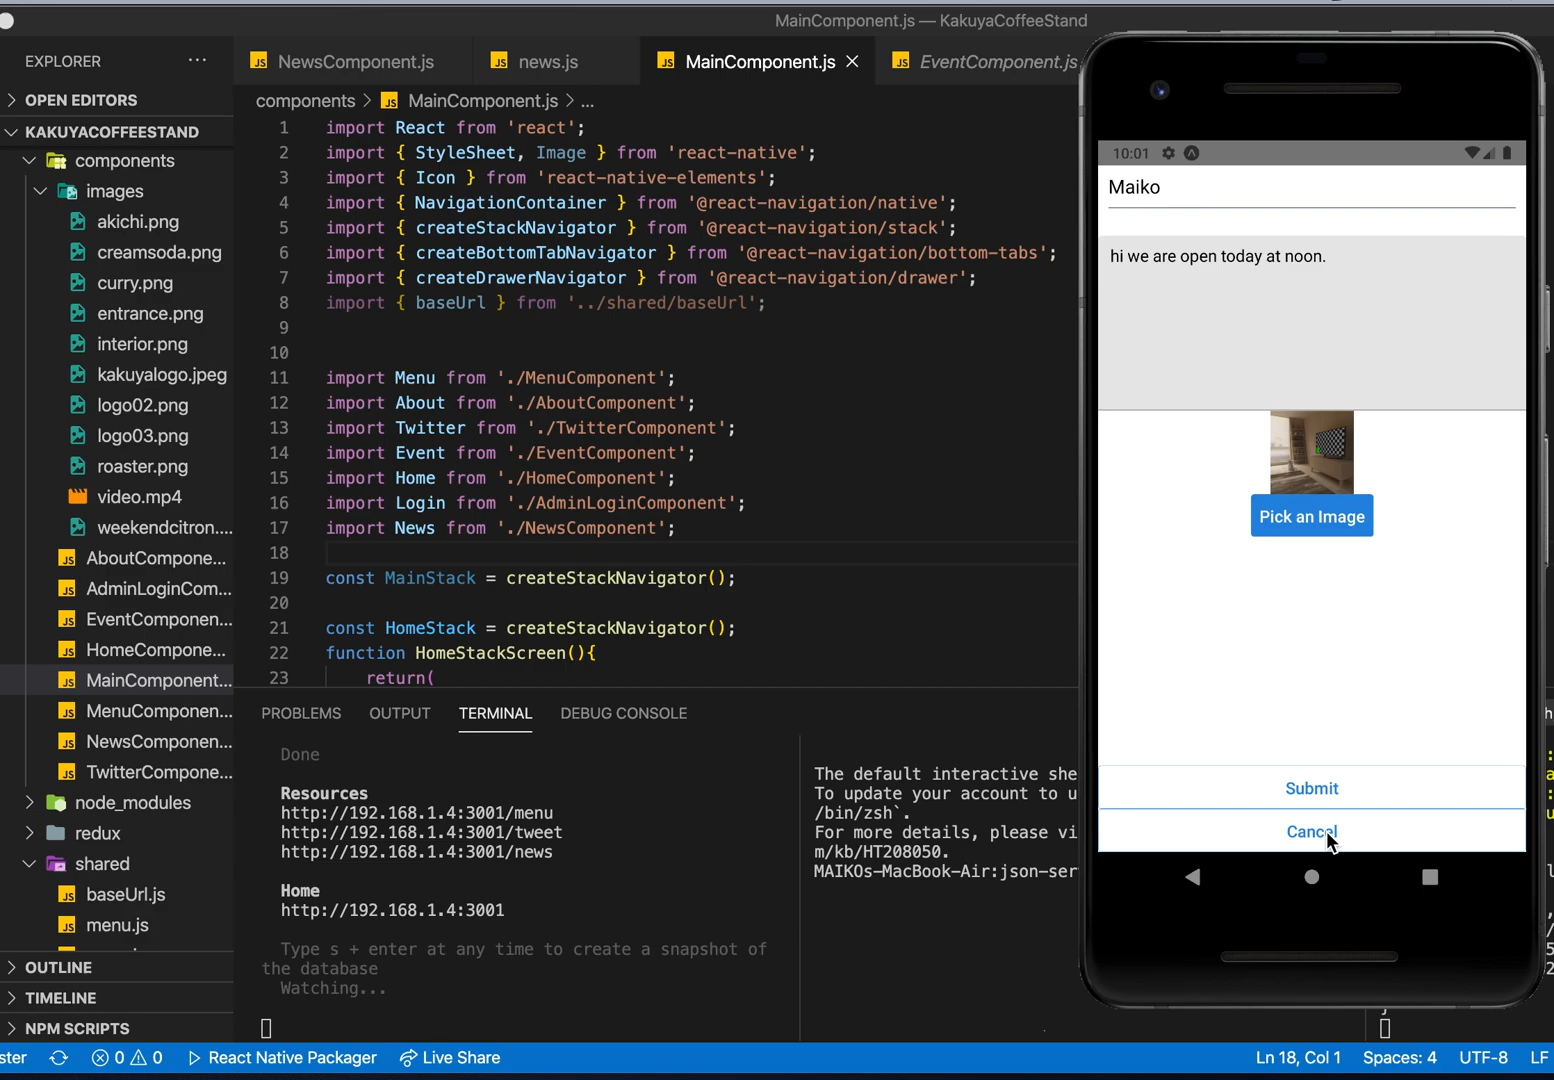 MainComponent.js — KakuyaCoffeeStand
EXPLORER
OPEN EDITORS
KAKUYACOFFEESTAND
components
images
akichi.png
creamsoda.png
curry.png
entrance.png
interior.png
kakuyalogo.jpeg
logo02.png
logo03.png
roaster.png
video.mp4
weekendcitron....
AboutCompone...
AdminLoginCom...
EventComponen...
HomeCompone...
MainComponent...
MenuComponen...
NewsComponen...
TwitterCompone...
node_modules
redux
shared
baseUrl.js
menu.js
OUTLINE
TIMELINE
NPM SCRIPTS
NewsComponent.js
news.js
MainComponent.js
EventComponent.js
components > MainComponent.js > ...
1 import React from 'react';
2 import { StyleSheet, Image } from 'react-native';
3 import { Icon } from 'react-native-elements';
4 import { NavigationContainer } from '@react-navigation/native';
5 import { createStackNavigator } from '@react-navigation/stack';
6 import { createBottomTabNavigator } from '@react-navigation/bottom-tabs';
7 import { createDrawerNavigator } from '@react-navigation/drawer';
8 import { baseUrl } from '../shared/baseUrl';
9
10
11 import Menu from './MenuComponent';
12 import About from './AboutComponent';
13 import Twitter from './TwitterComponent';
14 import Event from './EventComponent';
15 import Home from './HomeComponent';
16 import Login from './AdminLoginComponent';
17 import News from './NewsComponent';
18
19 const MainStack = createStackNavigator();
20
21 const HomeStack = createStackNavigator();
22 function HomeStackScreen(){
23 return(
PROBLEMS OUTPUT TERMINAL DEBUG CONSOLE
Done
Resources
http://192.168.1.4:3001/menu
http://192.168.1.4:3001/tweet
http://192.168.1.4:3001/news
Home
http://192.168.1.4:3001
Type s + enter at any time to create a snapshot of
the database
Watching...
The default interactive she
To update your account to u
/bin/zsh`.
For more details, please vi
m/kb/HT208050.
MAIKOs-MacBook-Air:json-ser
10:01
Maiko
hi we are open today at noon.
Pick an Image
Submit
Cancel
ster
0 0
React Native Packager
Live Share
Ln 18, Col 1
Spaces: 4
UTF-8
LF